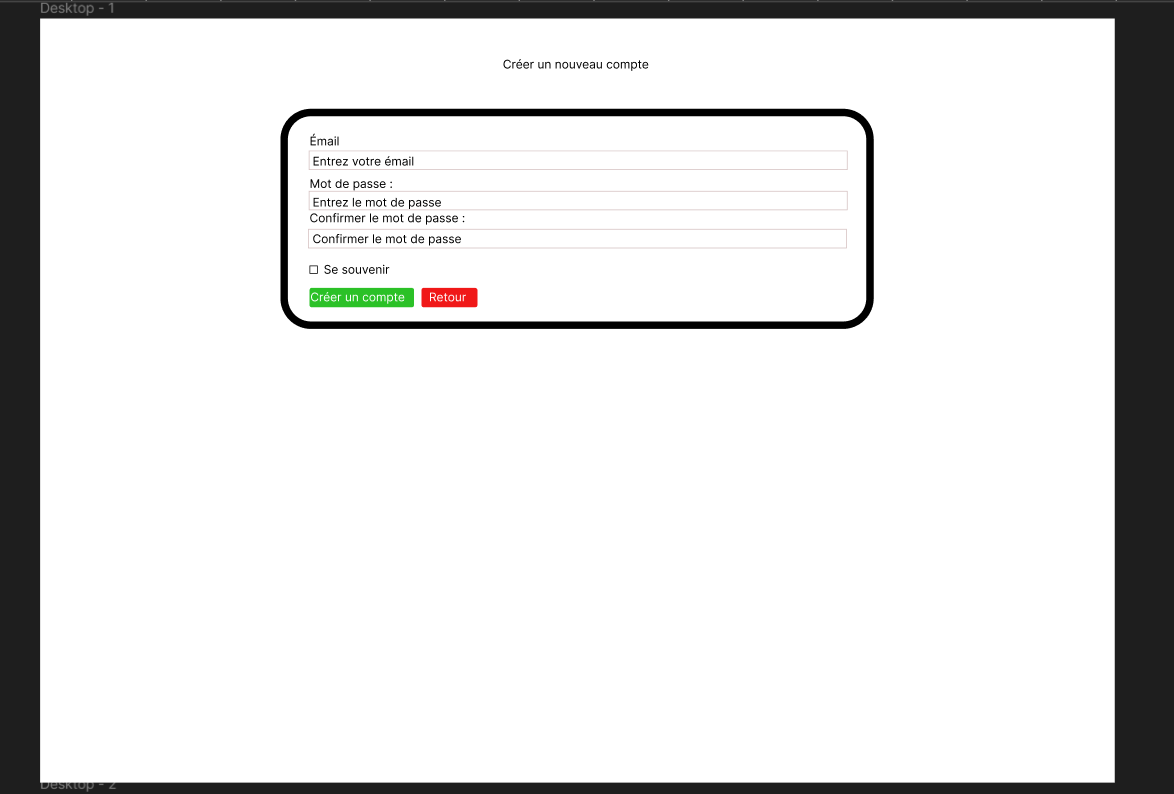 Desktop - 1
Créer un nouveau compte
Émail
Entrez votre émail
Mot de passe :
Entrez le mot de passe
Confirmer le mot de passe :
Confirmer le mot de passe
Se souvenir
Créer un compte Retour
Desktop - 2